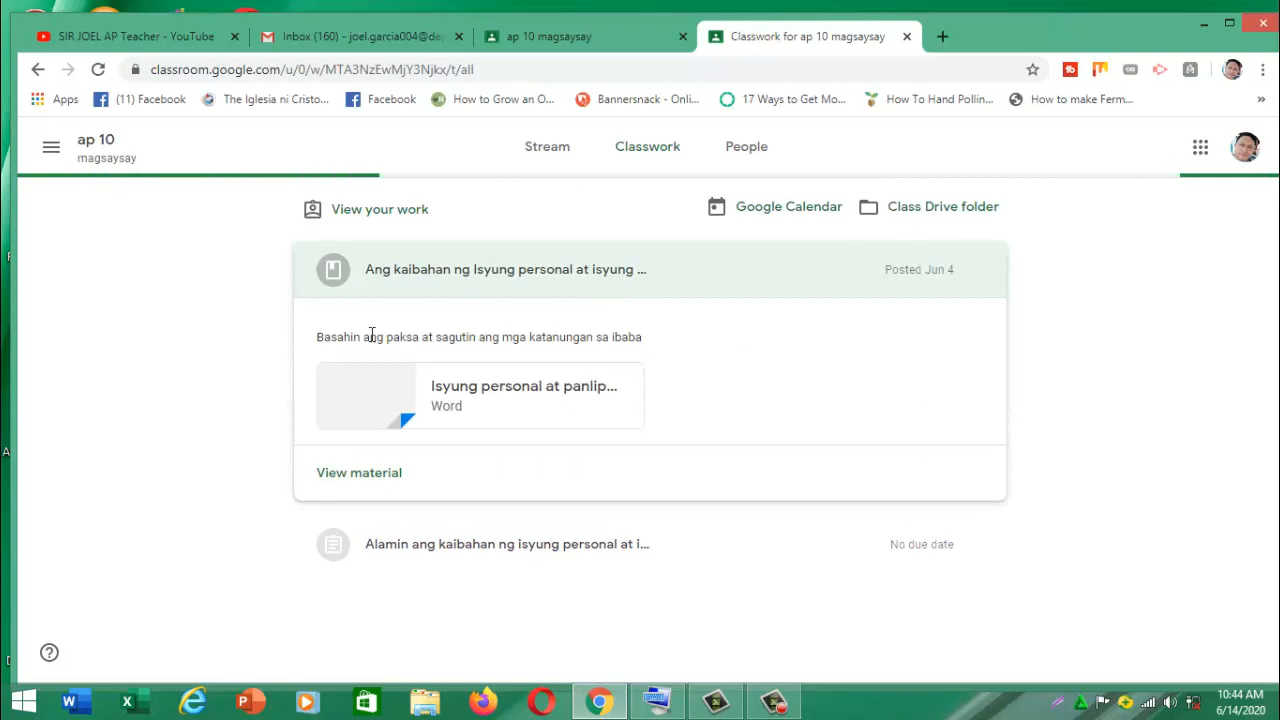 SIR JOEL AP Teacher - YouTube
Inbox (160) - joel.garcia004@de
ap 10 magsaysay
Classwork for ap 10 magsaysay
classroom.google.com/u/0/w/MTA3NzEwMjY3Njkx/t/all
Apps
(11) Facebook
The Iglesia ni Cristo...
Facebook
How to Grow an O...
Bannersnack - Onli...
17 Ways to Get Mo...
How To Hand Pollin...
How to make Ferm...
»
ap 10
magsaysay
Stream
Classwork
People
View your work
Google Calendar
Class Drive folder
Ang kaibahan ng Isyung personal at isyung ...
Posted Jun 4
Basahin ang paksa at sagutin ang mga katanungan sa ibaba
Isyung personal at panlip...
Word
View material
Alamin ang kaibahan ng isyung personal at i...
No due date
10:44 AM
6/14/2020